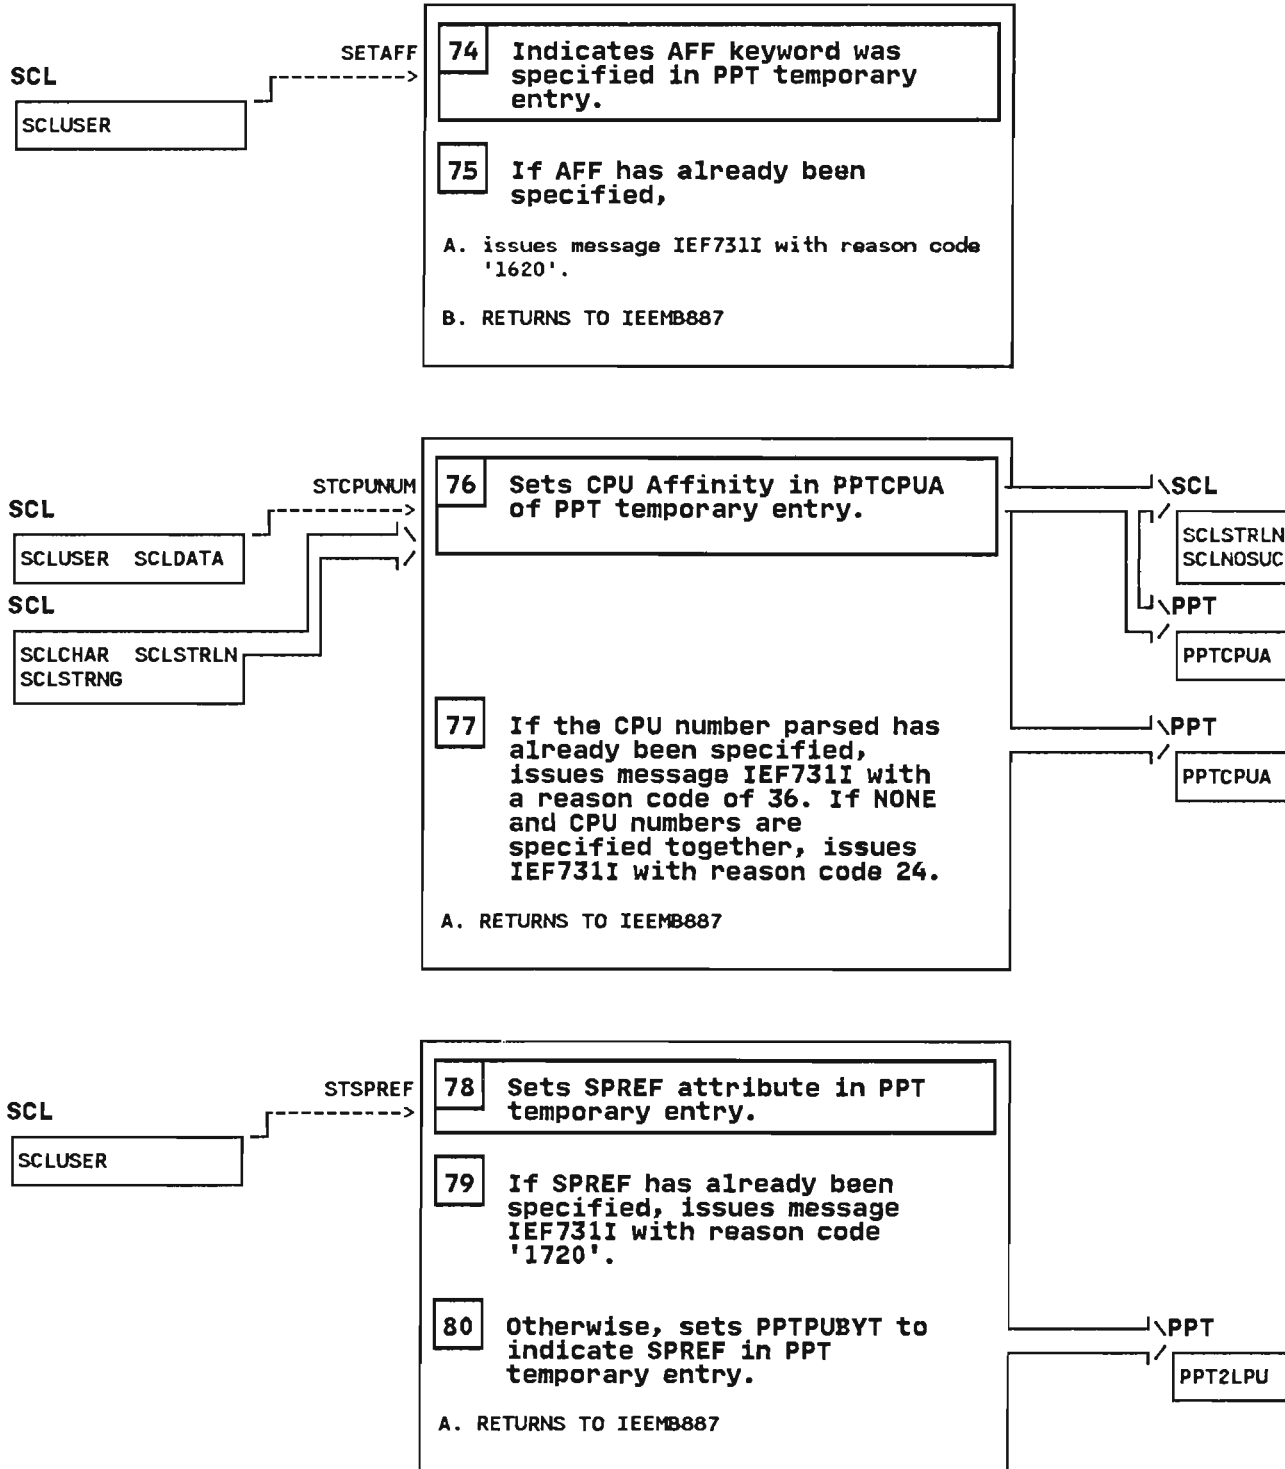 SETAFF
74 Indicates AFF keyword was
specified in PPT temporary
entry.
SCL
SCLUSER
75 If AFF has already been
specified,
A. issues message IEF731I with reason code
'1620'.
B. RETURNS TO IEEMB887
STCPUNUM
76 Sets CPU Affinity in PPTCPUA
of PPT temporary entry.
SCL
SCLUSER SCLDATA
SCL
SCLCHAR SCLSTRLN
SCLSTRNG
SCL
SCLSTRLN
SCLNOSUC
PPT
PPTCPUA
77 If the CPU number parsed has
already been specified,
issues message IEF731I with
a reason code of 36. If NONE
and CPU numbers are
specified together, issues
IEF731I with reason code 24.
PPT
PPTCPUA
A. RETURNS TO IEEMB887
STSPREF
78 Sets SPREF attribute in PPT
temporary entry.
SCL
SCLUSER
79 If SPREF has already been
specified, issues message
IEF731I with reason code
'1720'.
80 Otherwise, sets PPTPUBYT to
indicate SPREF in PPT
temporary entry.
PPT
PPT2LPU
A. RETURNS TO IEEMB887